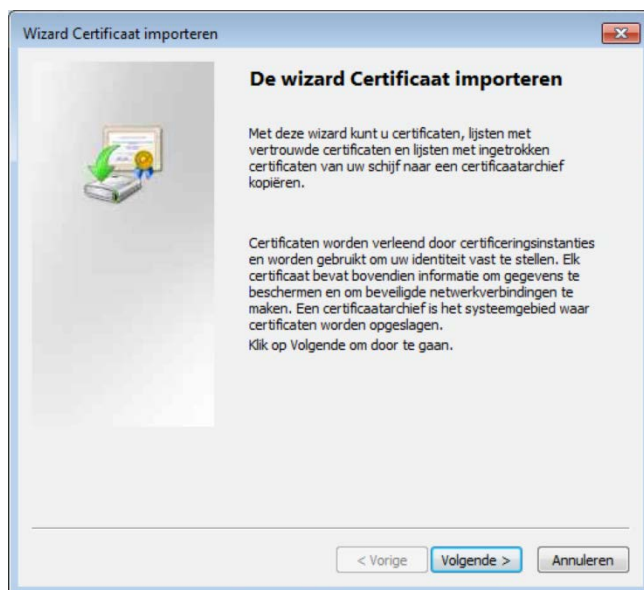 Wizard Certificaat importeren
De wizard Certificaat importeren
Met deze wizard kunt u certificaten, lijsten met
vertrouwde certificaten en lijsten met ingetrokken
certificaten van uw schijf naar een certificaatarchief
kopiëren.
Certificaten worden verleend door certificeringsinstanties
en worden gebruikt om uw identiteit vast te stellen. Elk
certificaat bevat bovendien informatie om gegevens te
beschermen en om beveiligde netwerkverbindingen te
maken. Een certificaatarchief is het systeemgebied waar
certificaten worden opgeslagen.
Klik op Volgende om door te gaan.
< Vorige Volgende > Annuleren